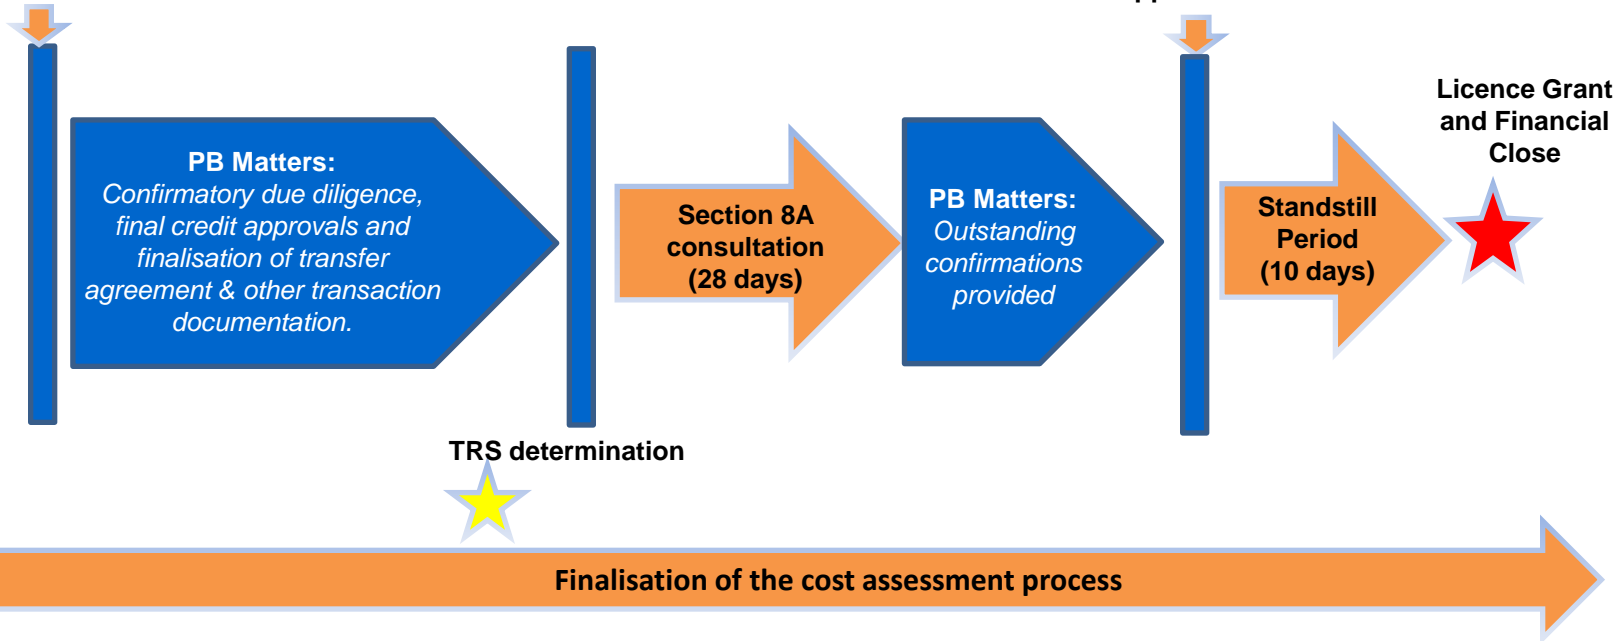 PB Matters:
Confirmatory due diligence,
final credit approvals and
finalisation of transfer
agreement & other transaction
documentation.
Section 8A
consultation
(28 days)
PB Matters:
Outstanding
confirmations
provided
Standstill
Period
(10 days)
Licence Grant
and Financial
Close
TRS determination
Finalisation of the cost assessment process